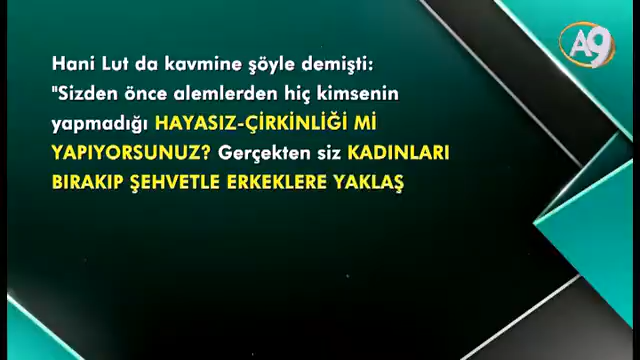 A9
Hani Lut da kavmine şöyle demişti:
"Sizden önce alemlerden hiç kimsenin
yapmadığı HAYASIZ-ÇİRKİNLİĞİ Mİ
YAPIYORSUNUZ? Gerçekten siz KADINLARI
BIRAKIP ŞEHVETLE ERKEKLERE YAKLAŞ